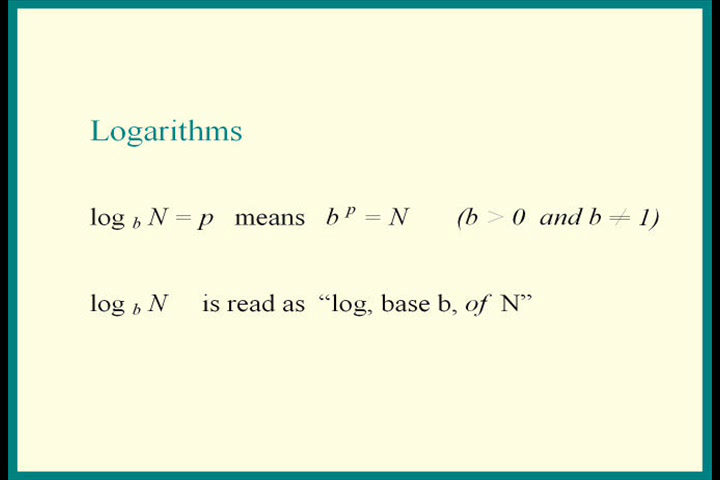 Logarithms
log b N = p means b p = N (b > 0 and b ≠ 1)
log b N is read as “log, base b, of N”